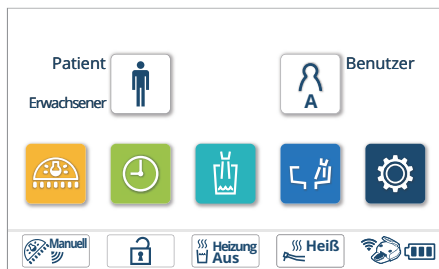 Patient
Benutzer
Erwachsener
A
Manuell
Heizung
Aus
Heiß